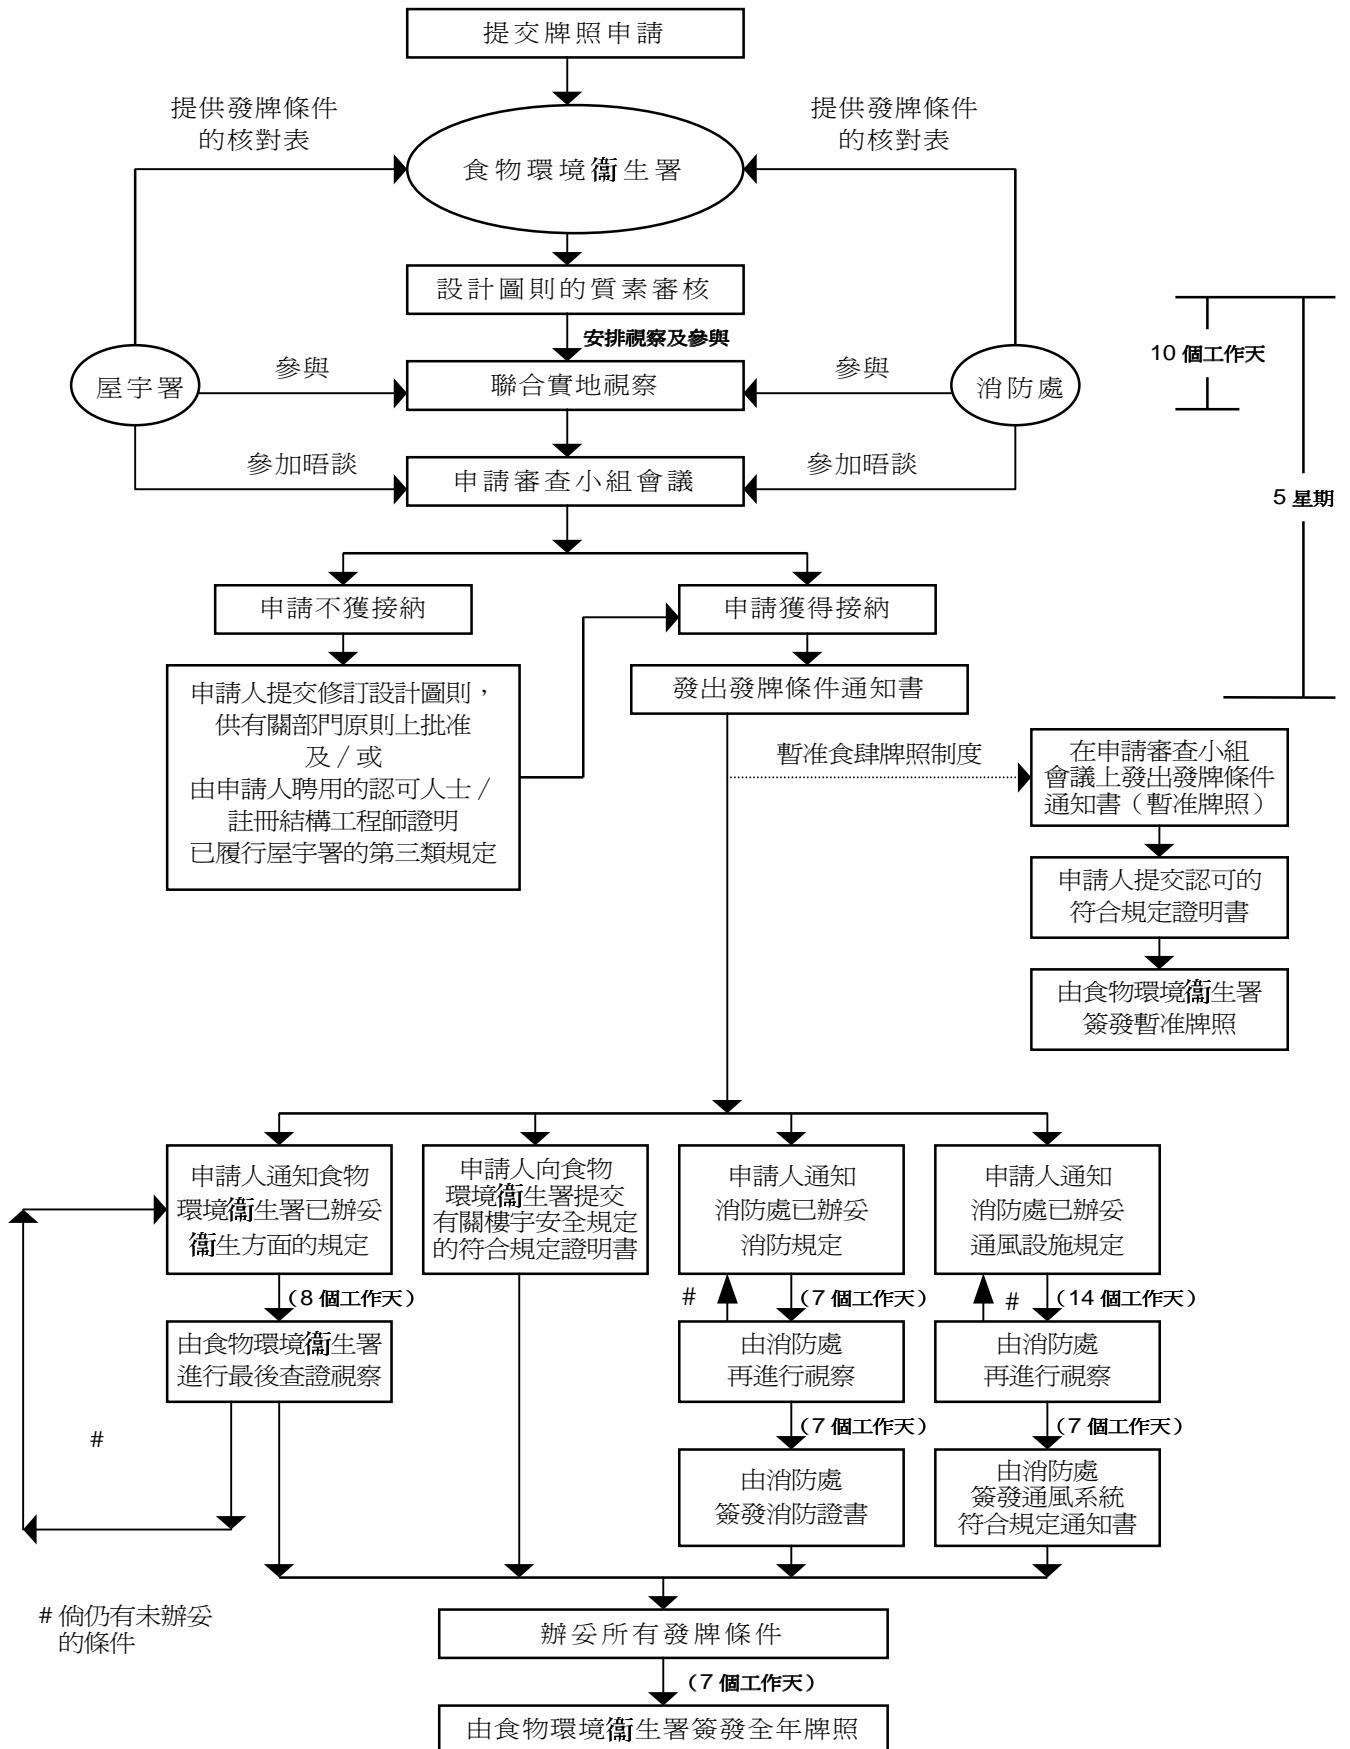 提交牌照申請
提供發牌條件
的核對表
提供發牌條件
的核對表
食物環境衞生署
設計圖則的質素審核
安排視察及參與
10 個工作天
屋宇署
參與
聯合實地視察
參與
消防處
參加晤談
申請審查小組會議
參加晤談
5 星期
申請不獲接納
申請獲得接納
申請人提交修訂設計圖則，
供有關部門原則上批准
及 / 或
由申請人聘用的認可人士 /
註冊結構工程師證明
已履行屋宇署的第三類規定
發出發牌條件通知書
暫准食肆牌照制度
在申請審查小組
會議上發出發牌條件
通知書（暫准牌照）
申請人提交認可的
符合規定證明書
由食物環境衞生署
簽發暫准牌照
申請人通知食物
環境衞生署已辦妥
衞生方面的規定
申請人向食物
環境衞生署提交
有關樓宇安全規定
的符合規定證明書
申請人通知
消防處已辦妥
消防規定
申請人通知
消防處已辦妥
通風設施規定
（8 個工作天）
#
（7 個工作天）
#
（14 個工作天）
由食物環境衞生署
進行最後查證視察
由消防處
再進行視察
由消防處
再進行視察
#
（7 個工作天）
（7 個工作天）
由消防處
簽發消防證書
由消防處
簽發通風系統
符合規定通知書
# 倘仍有未辦妥
的條件
辦妥所有發牌條件
（7 個工作天）
由食物環境衞生署簽發全年牌照